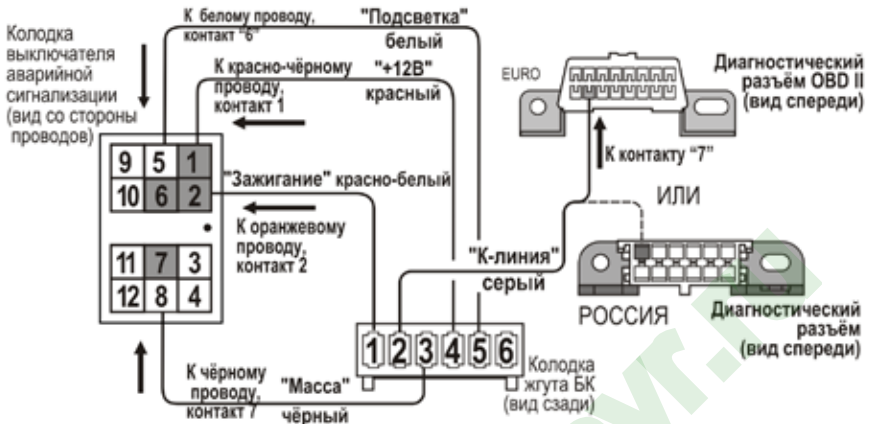 К белому проводу,
контакт “6”
"Подсветка"
белый
Колодка
выключателя
аварийной
сигнализации
(вид со стороны
проводов)
К красно-чёрному
проводу,
контакт 1
"+12В"
красный
EURO
Диагностический
разъём OBD II
(вид спереди)
К контакту “7”
9 5 1
10 6 2
"Зажигание" красно-белый
ИЛИ
К оранжевому
проводу,
контакт 2
11 7 3
12 8 4
"К-линия"
серый
РОССИЯ
Диагностический
разъём
(вид спереди)
1 2 3 4 5 6
Колодка
жгута БК
(вид сзади)
К чёрному
проводу,
контакт 7
"Масса"
чёрный